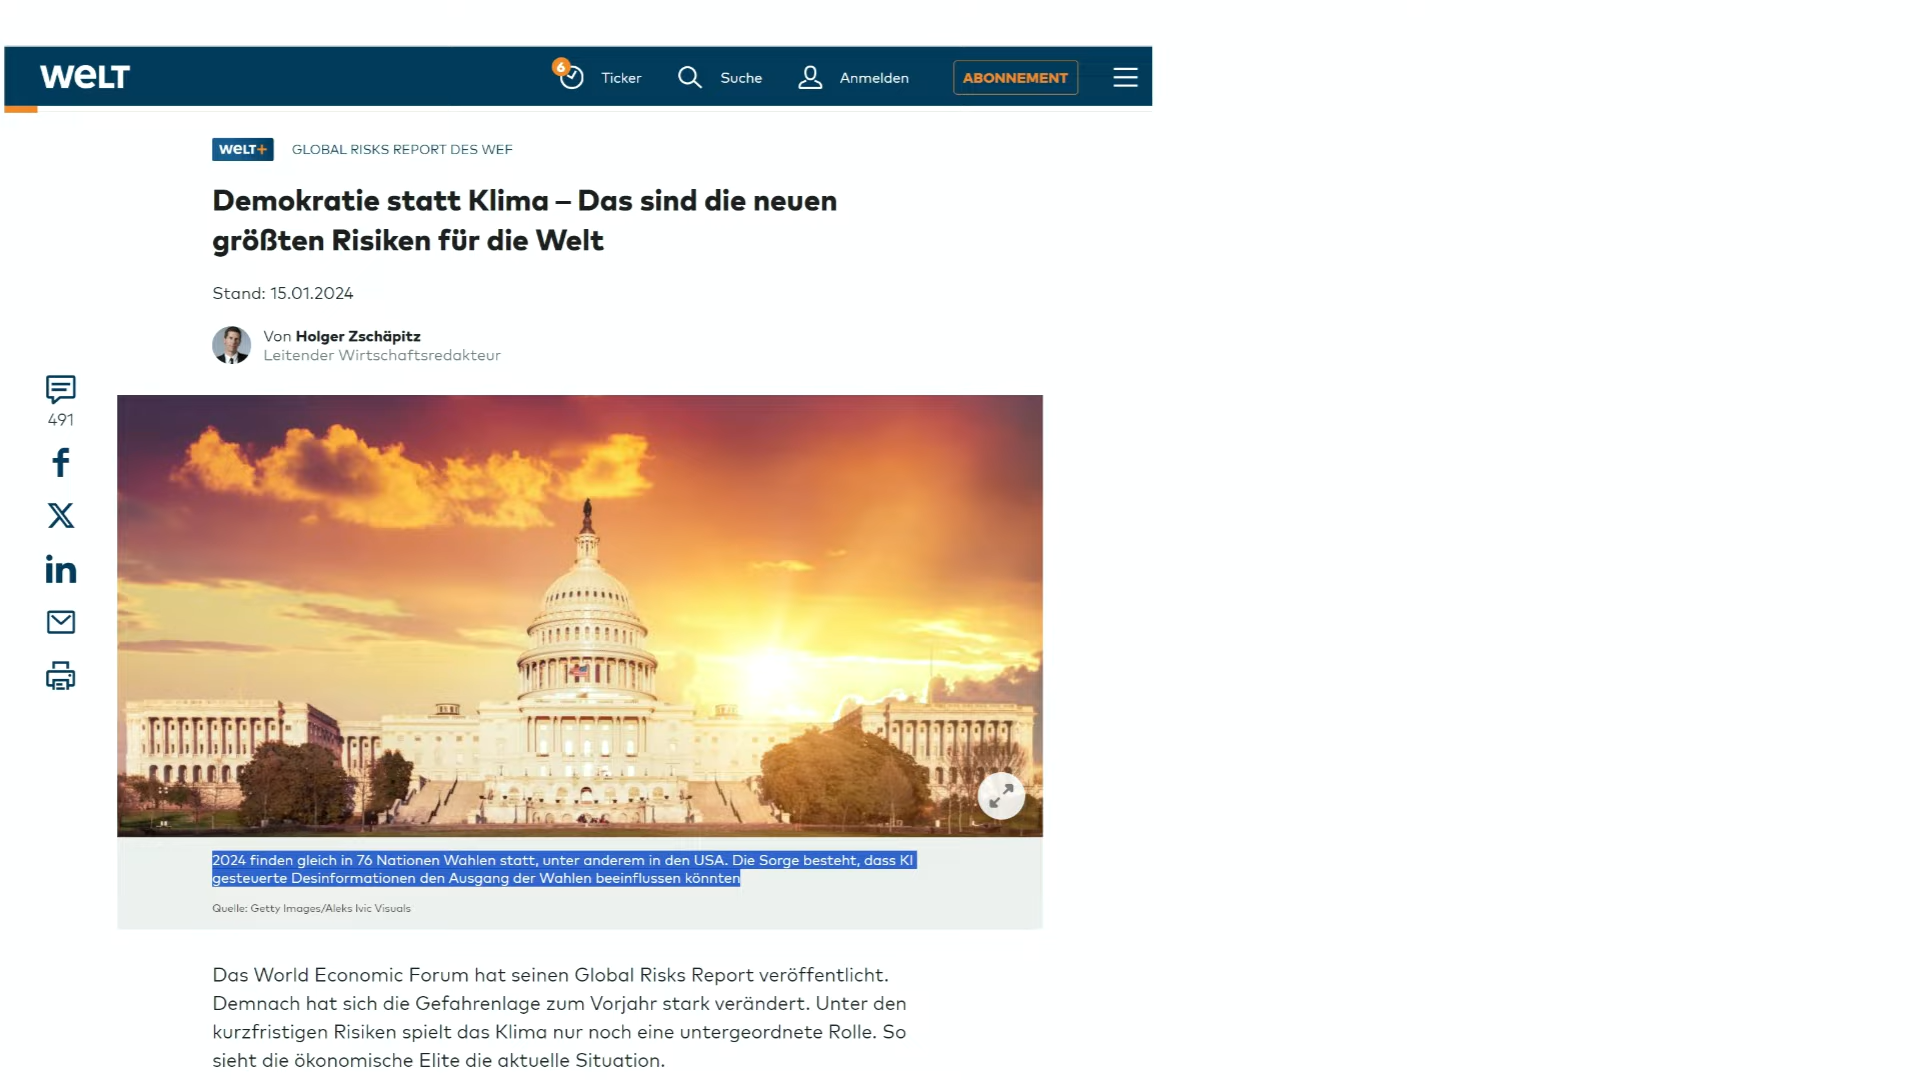 WELT
6
Ticker
Suche
Anmelden
ABONNEMENT
WELT+ GLOBAL RISKS REPORT DES WEF
Demokratie statt Klima – Das sind die neuen
größten Risiken für die Welt
Stand: 15.01.2024
Von Holger Zschäpitz
Leitender Wirtschaftsredakteur
491
2024 finden gleich in 76 Nationen Wahlen statt, unter anderem in den USA. Die Sorge besteht, dass KI
gesteuerte Desinformationen den Ausgang der Wahlen beeinflussen könnten
Quelle: Getty Images/Aleks Ivic Visuals
Das World Economic Forum hat seinen Global Risks Report veröffentlicht.
Demnach hat sich die Gefahrenlage zum Vorjahr stark verändert. Unter den
kurzfristigen Risiken spielt das Klima nur noch eine untergeordnete Rolle. So
sieht die ökonomische Elite die aktuelle Situation.